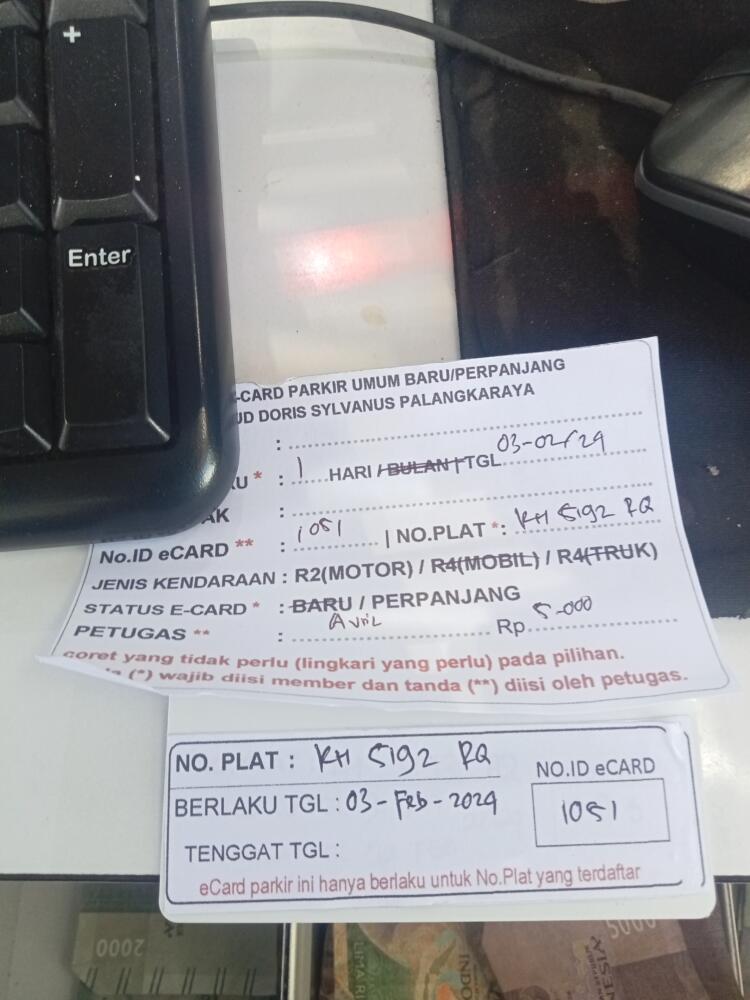 +
Enter
-CARD PARKIR UMUM BARU/PERPANJANG
UD DORIS SYLVANUS PALANGKARAYA
: ....................
U * : 1 HARI / BULAN | TGL 03-02/24
AK : ....................
No.ID eCARD ** : 1051 | NO.PLAT * : KH 5192 RQ
JENIS KENDARAAN : R2(MOTOR) / R4(MOBIL) / R4(TRUK)
STATUS E-CARD * : BARU / PERPANJANG
PETUGAS ** : Avril Rp 5.000
coret yang tidak perlu (lingkari yang perlu) pada pilihan.
(*) wajib diisi member dan tanda (**) diisi oleh petugas.
NO. PLAT : KH 5192 RQ
NO.ID eCARD
BERLAKU TGL : 03-Feb-2024
1051
TENGGAT TGL :
eCard parkir ini hanya berlaku untuk No.Plat yang terdaftar
2000
5000